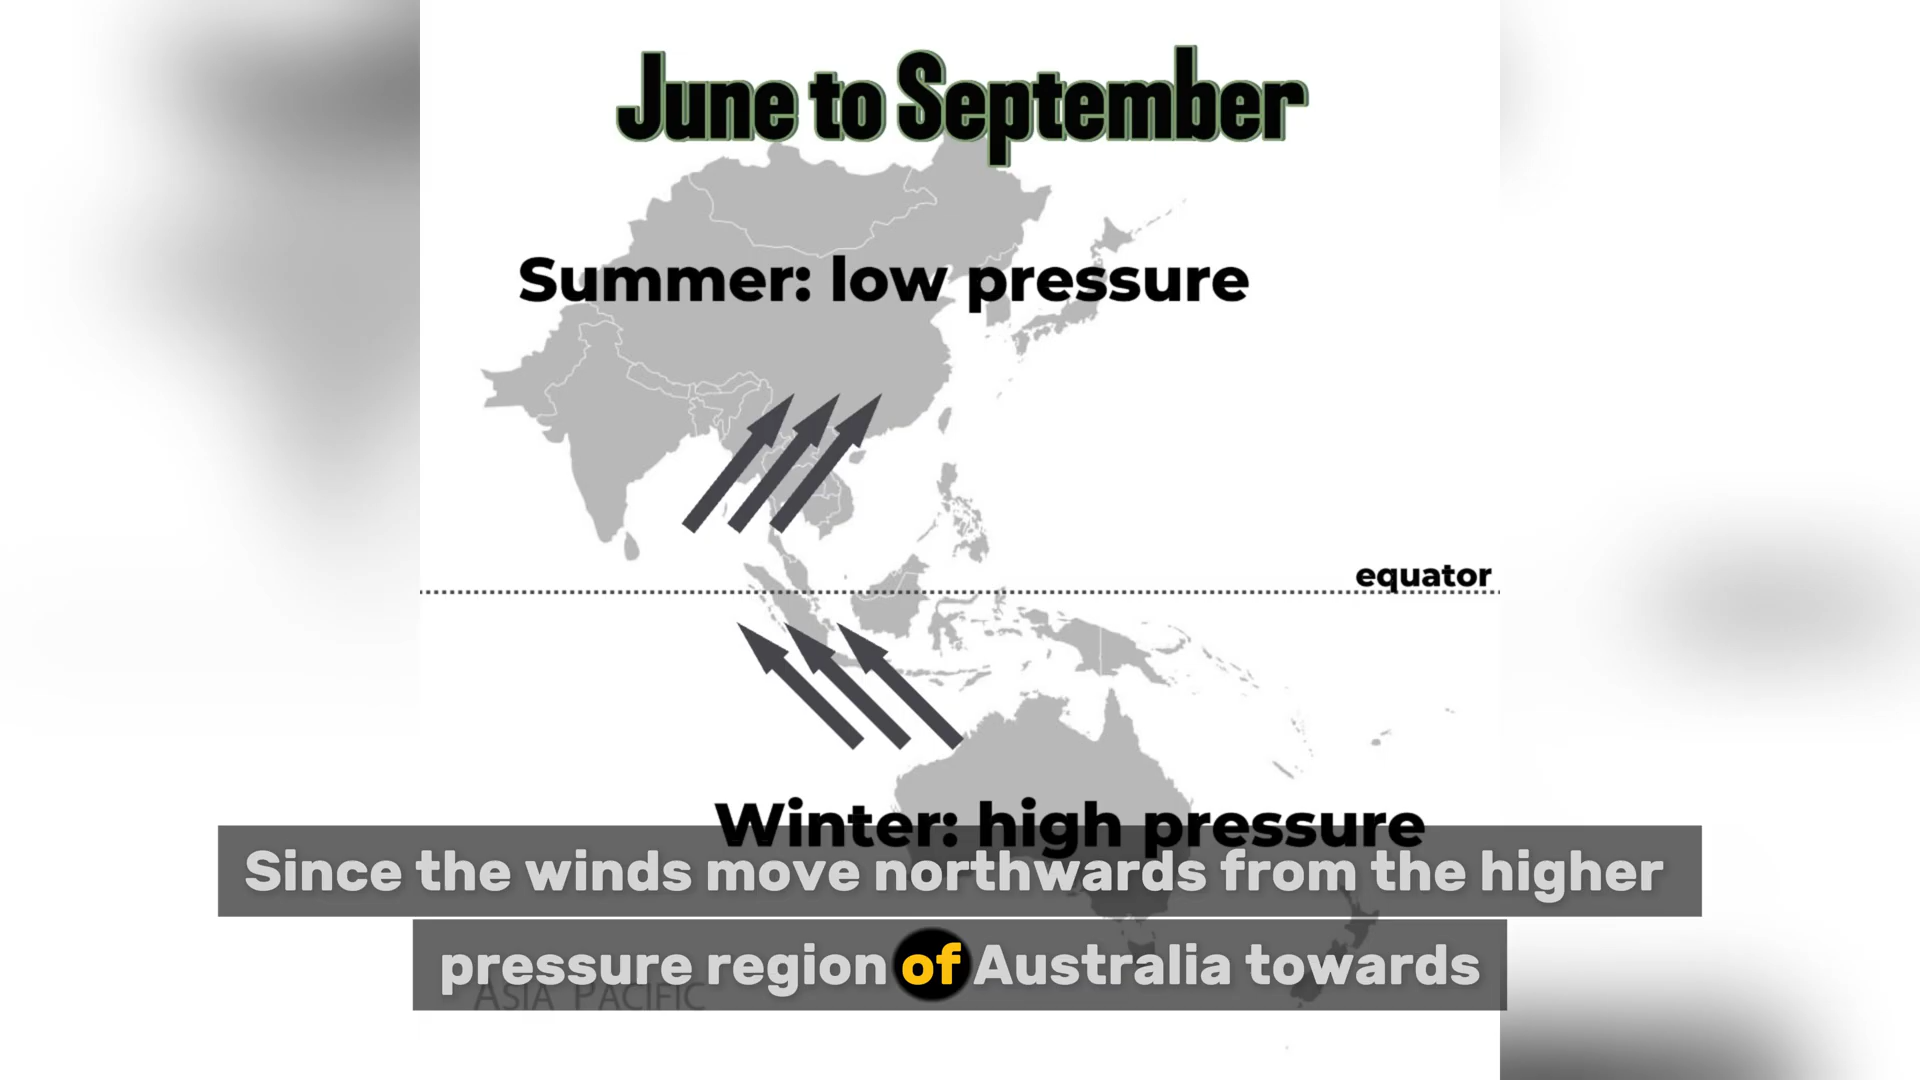 June to September
Summer: low pressure
equator
Winter: high pressure
Since the winds move northwards from the higher
pressure region of Australia towards
ASIA PACIFIC